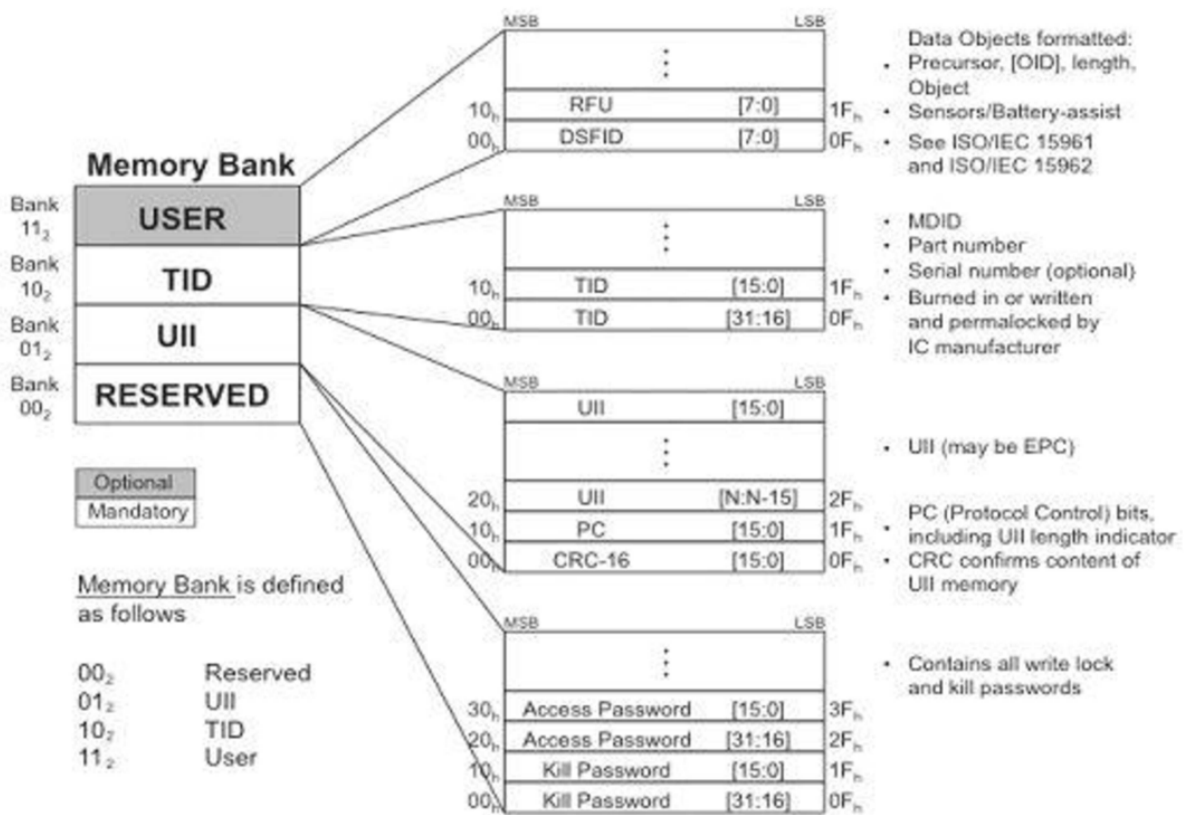 Memory Bank
Bank 11₂ USER
Bank 10₂ TID
Bank 01₂ UII
Bank 00₂ RESERVED
Optional
Mandatory
Memory Bank is defined
as follows
00₂ Reserved
01₂ UII
10₂ TID
11₂ User
MSB LSB
⋮
10h RFU [7:0] 1Fh
00h DSFID [7:0] 0Fh
Data Objects formatted:
• Precursor, [OID], length,
Object
• Sensors/Battery-assist
• See ISO/IEC 15961
and ISO/IEC 15962
MSB LSB
⋮
10h TID [15:0] 1Fh
00h TID [31:16] 0Fh
• MDID
• Part number
• Serial number (optional)
• Burned in or written
and permalocked by
IC manufacturer
MSB LSB
UII [15:0]
⋮
20h UII [N:N-15] 2Fh
10h PC [15:0] 1Fh
00h CRC-16 [15:0] 0Fh
• UII (may be EPC)
• PC (Protocol Control) bits,
including UII length indicator
• CRC confirms content of
UII memory
MSB LSB
⋮
30h Access Password [15:0] 3Fh
20h Access Password [31:16] 2Fh
10h Kill Password [15:0] 1Fh
00h Kill Password [31:16] 0Fh
• Contains all write lock
and kill passwords